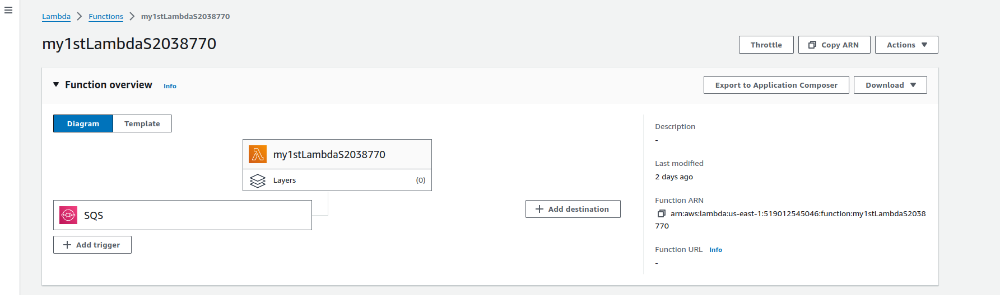 Lambda > Functions > my1stLambdaS2038770
my1stLambdaS2038770
Throttle
Copy ARN
Actions
Function overview Info
Export to Application Composer
Download
Diagram
Template
my1stLambdaS2038770
Layers (0)
SQS
+ Add destination
+ Add trigger
Description
-
Last modified
2 days ago
Function ARN
arn:aws:lambda:us-east-1:519012545046:function:my1stLambdaS2038
770
Function URL Info
-